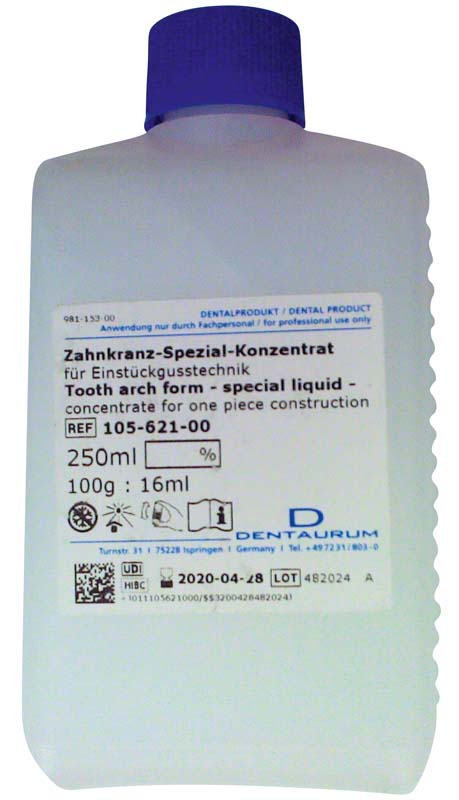 981-153-00
DENTALPRODUKT / DENTAL PRODUCT
Anwendung nur durch Fachpersonal / for professional use only
Zahnkranz-Spezial-Konzentrat
für Einstückgusstechnik
Tooth arch form - special liquid -
concentrate for one piece construction
REF 105-621-00
250ml %
100g : 16ml
D
DENTAURUM
Turnstr. 31 I 75228 Ispringen I Germany I Tel. +497231/803-0
UDI
HIBC
2020-04-28 LOT 482024 A